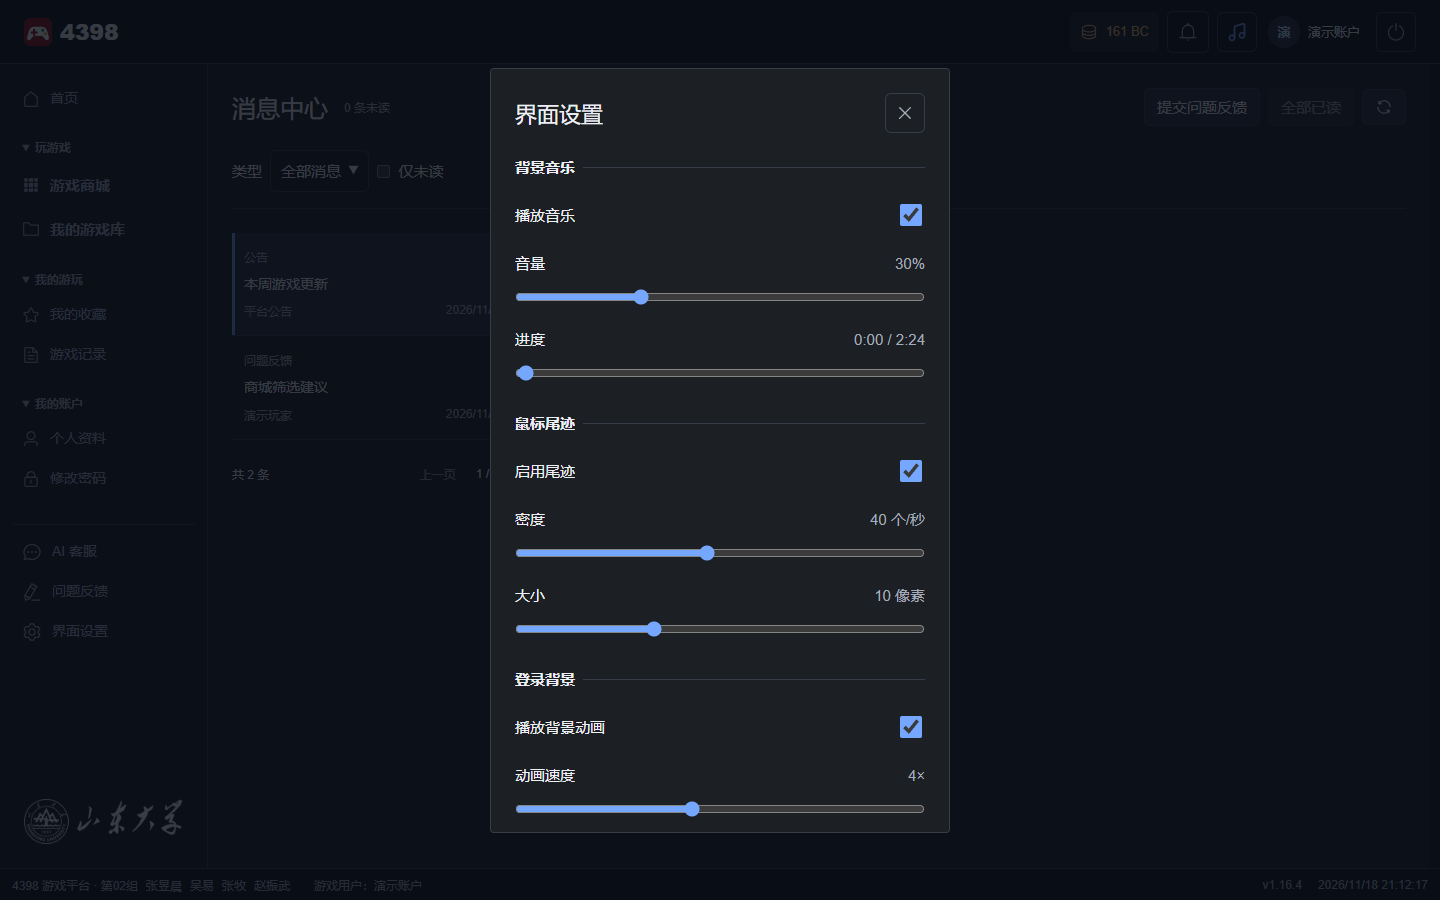 4398
161 BC
演
演示账户
首页
玩游戏
游戏商城
我的游戏库
我的游玩
我的收藏
游戏记录
我的账户
个人资料
修改密码
AI 客服
问题反馈
界面设置
山东大学
消息中心
0 条未读
提交问题反馈
全部已读
类型
全部消息
仅未读
公告
本周游戏更新
平台公告
2026/11/
问题反馈
商城筛选建议
演示玩家
2026/11/
共 2 条
上一页
1 /
界面设置
背景音乐
播放音乐
音量
30%
进度
0:00 / 2:24
鼠标尾迹
启用尾迹
密度
40 个/秒
大小
10 像素
登录背景
播放背景动画
动画速度
4×
4398 游戏平台 · 第02组 张昱晨 吴易 张牧 赵振武
游戏用户：演示账户
v1.16.4
2026/11/18 21:12:17